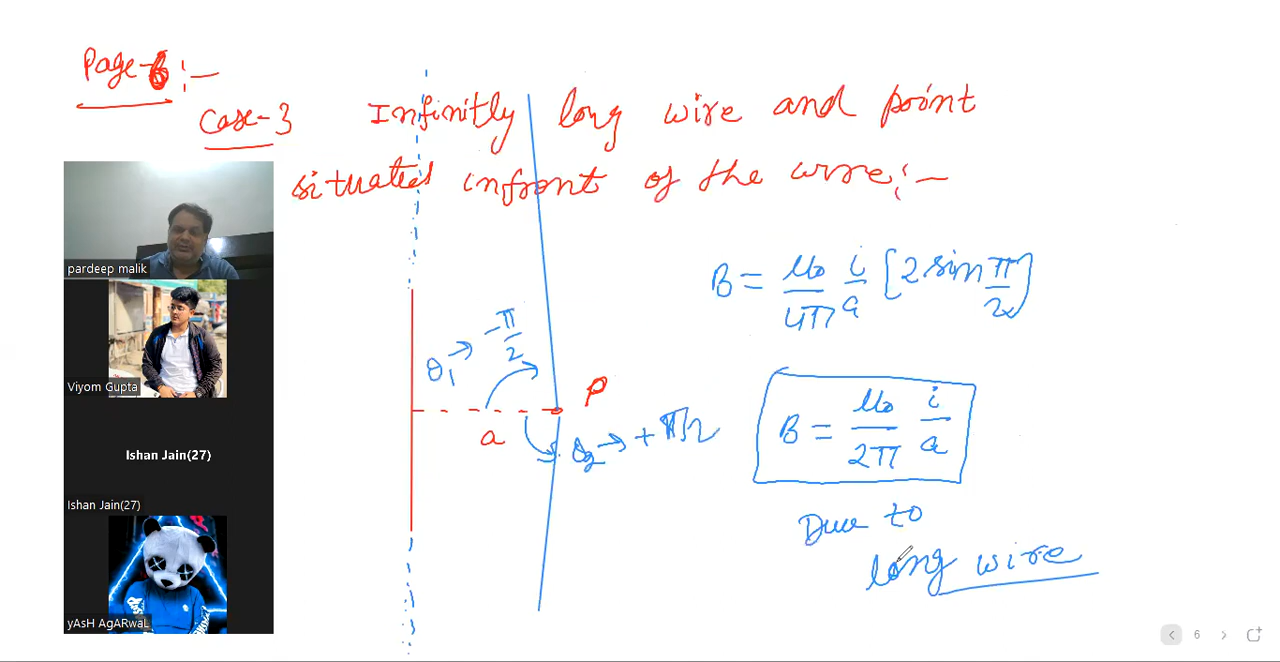 Page-6:-
Case-3 Infinitly long wire and point
situated infront of the wire:-
pardeep malik
Viyom Gupta
Ishan Jain(27)
Ishan Jain(27)
yAsH AgARwaL
B = μ₀/4π i/a [2 sin π/2]
θ₁ → -π/2
P
a
θ₂ → + π/2
B = μ₀/2π i/a
Due to
long wire
6